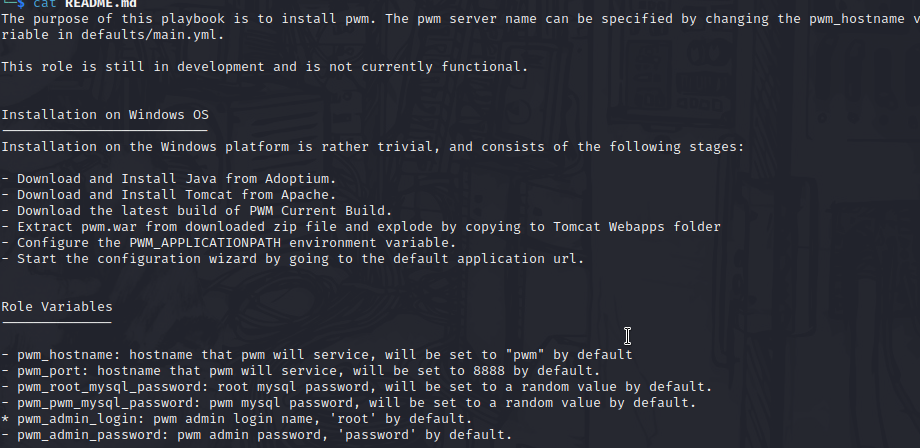 $ cat README.md
The purpose of this playbook is to install pwm. The pwm server name can be specified by changing the pwm_hostname v
riable in defaults/main.yml.
This role is still in development and is not currently functional.
Installation on Windows OS
Installation on the Windows platform is rather trivial, and consists of the following stages:
- Download and Install Java from Adoptium.
- Download and Install Tomcat from Apache.
- Download the latest build of PWM Current Build.
- Extract pwm.war from downloaded zip file and explode by copying to Tomcat Webapps folder
- Configure the PWM_APPLICATIONPATH environment variable.
- Start the configuration wizard by going to the default application url.
Role Variables
- pwm_hostname: hostname that pwm will service, will be set to "pwm" by default
- pwm_port: hostname that pwm will service, will be set to 8888 by default.
- pwm_root_mysql_password: root mysql password, will be set to a random value by default.
- pwm_pwm_mysql_password: pwm mysql password, will be set to a random value by default.
* pwm_admin_login: pwm admin login name, 'root' by default.
- pwm_admin_password: pwm admin password, 'password' by default.